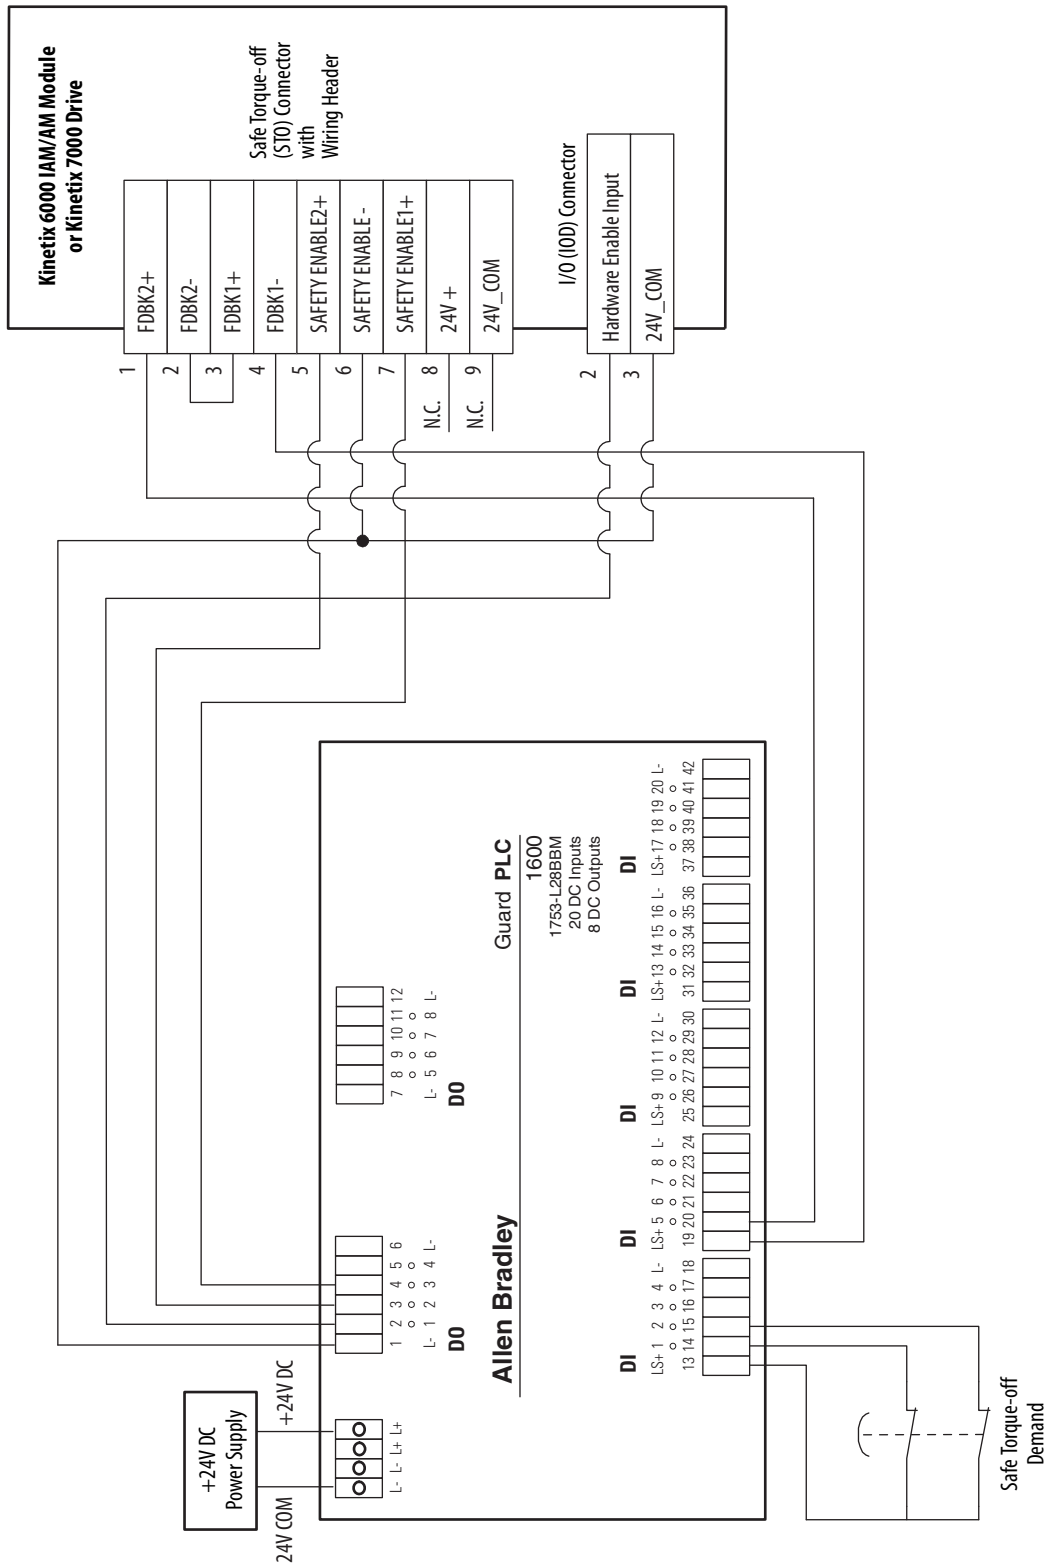 Kinetix 6000 IAM/AM Module
or Kinetix 7000 Drive
Safe Torque-off
(STO) Connector
with
Wiring Header
1 FDBK2+
2 FDBK2-
3 FDBK1+
4 FDBK1-
5 SAFETY ENABLE2+
6 SAFETY ENABLE -
7 SAFETY ENABLE1+
N.C. 8 24V +
N.C. 9 24V_COM
I/O (IOD) Connector
2 Hardware Enable Input
3 24V_COM
+24V DC
Power Supply
24V COM
+24V DC
L- L- L+ L+
1 2 3 4 5 6
L- 1 2 3 4 L-
DO
7 8 9 10 11 12
L- 5 6 7 8 L-
DO
Allen Bradley
Guard PLC
1600
1753-L28BBM
20 DC Inputs
8 DC Outputs
DI
LS+ 1 2 3 4 L-
13 14 15 16 17 18
DI
LS+ 5 6 7 8 L-
19 20 21 22 23 24
DI
LS+ 9 10 11 12 L-
25 26 27 28 29 30
DI
LS+13 14 15 16 L-
31 32 33 34 35 36
DI
LS+17 18 19 20 L-
37 38 39 40 41 42
Safe Torque-off
Demand